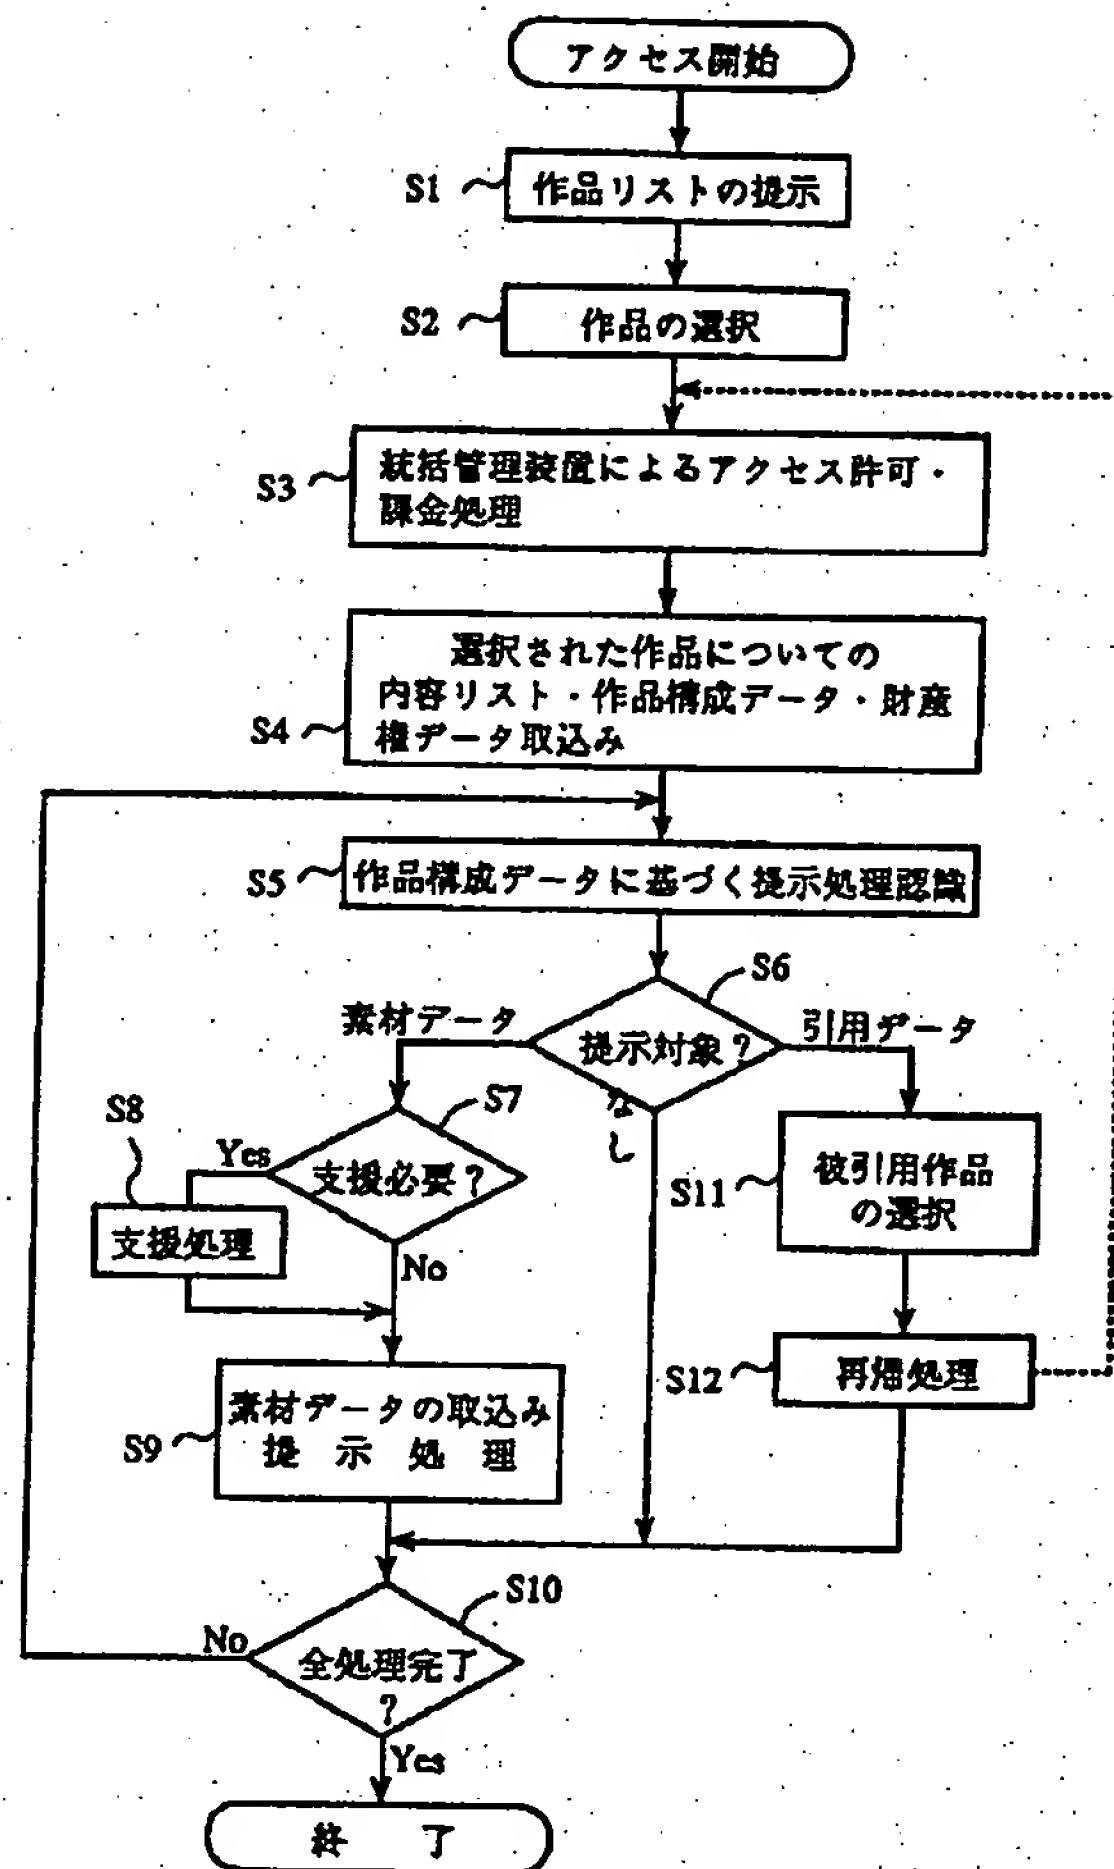 アクセス開始
S1
作品リストの提示
S2
作品の選択
S3
統括管理装置によるアクセス許可・
課金処理
S4
選択された作品についての
内容リスト・作品構成データ・財産
権データ取込み
S5
作品構成データに基づく提示処理認識
S6
提示対象?
素材データ
引用データ
なし
S7
支援必要?
Yes
No
S8
支援処理
S9
素材データの取込み
提示処理
S11
被引用作品
の選択
S12
再帰処理
S10
全処理完了
?
No
Yes
終了